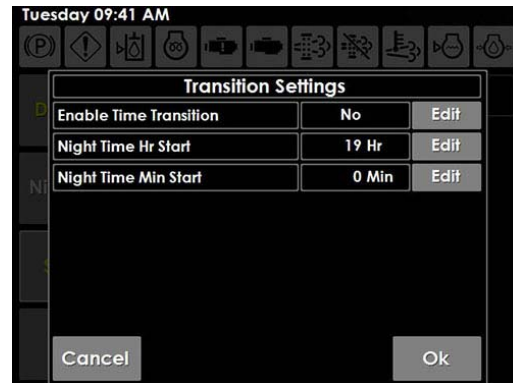 Tuesday 09:41 AM
Transition Settings
Enable Time Transition No Edit
Night Time Hr Start 19 Hr Edit
Night Time Min Start 0 Min Edit
Cancel Ok